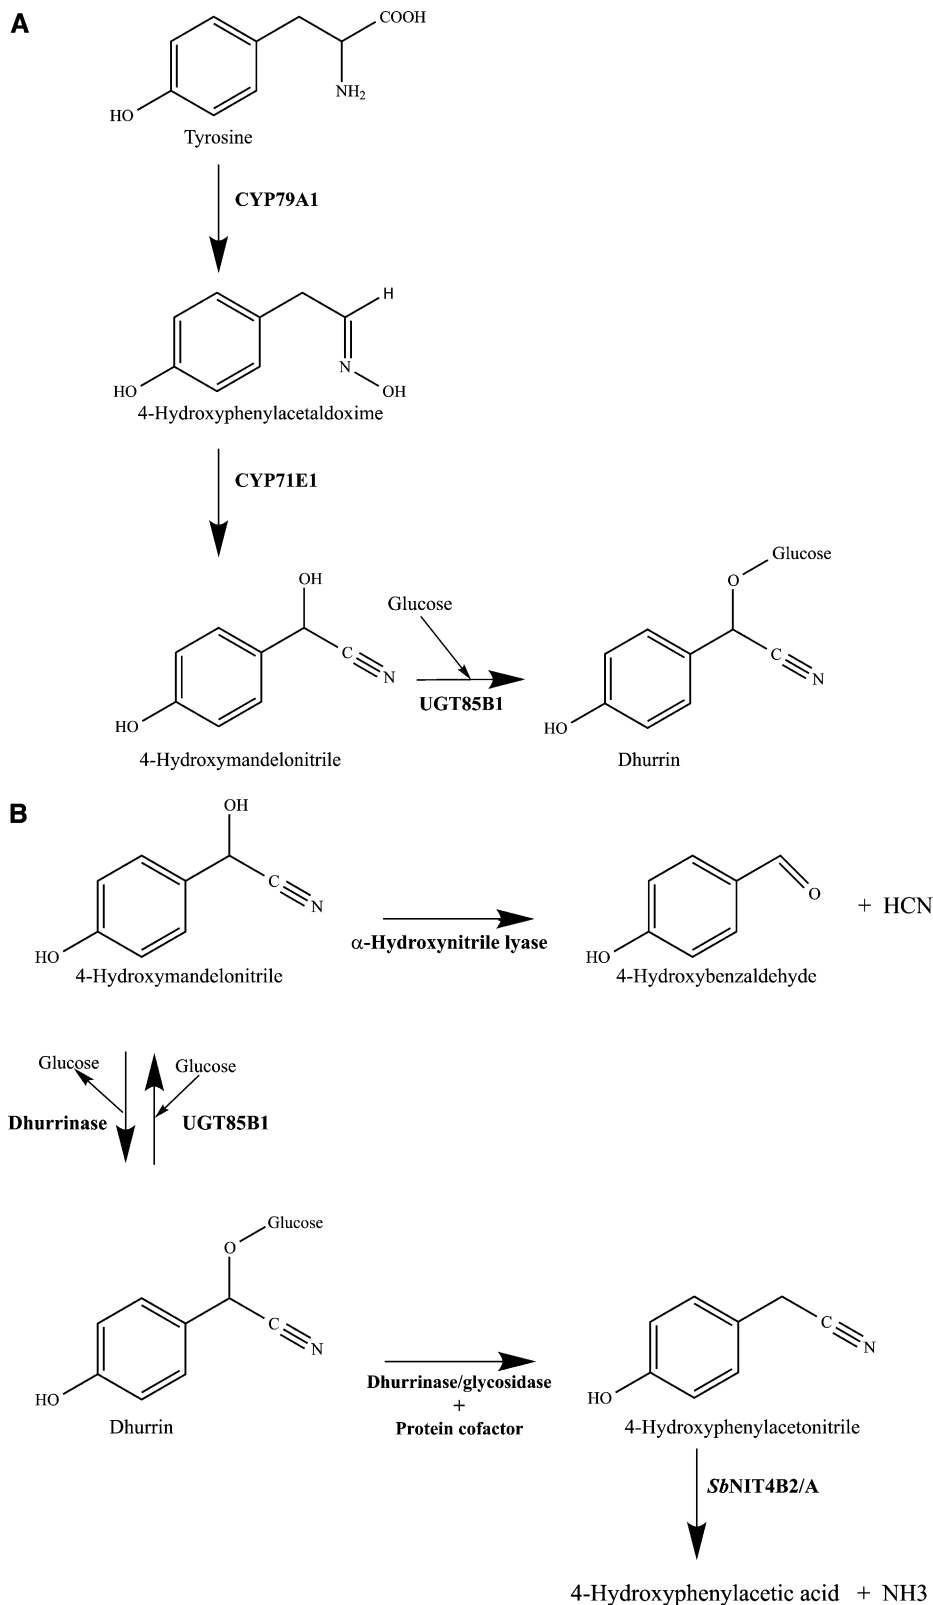 A
COOH
NH2
HO
Tyrosine
CYP79A1
H
N
HO
OH
4-Hydroxyphenylacetaldoxime
CYP71E1
Glucose
OH
O
Glucose
C
N
C
N
UGT85B1
HO
HO
4-Hydroxymandelonitrile
Dhurrin
B
OH
C
N
O
+ HCN
α-Hydroxynitrile lyase
HO
HO
4-Hydroxymandelonitrile
4-Hydroxybenzaldehyde
Glucose
Glucose
Dhurrinase
UGT85B1
Glucose
O
C
N
C
N
Dhurrinase/glycosidase
+
Protein cofactor
HO
HO
Dhurrin
4-Hydroxyphenylacetonitrile
SbNIT4B2/A
4-Hydroxyphenylacetic acid + NH3